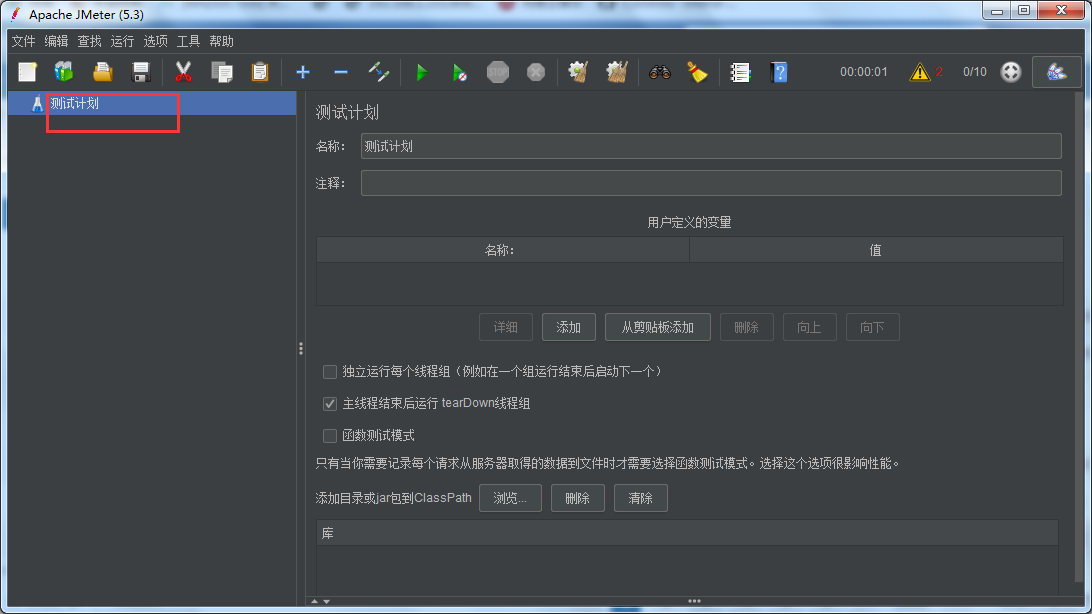 Apache JMeter (5.3)
文件 编辑 查找 运行 选项 工具 帮助
STOP 00:00:01 2 0/10
测试计划
测试计划
名称: 测试计划
注释:
用户定义的变量
名称: 值
详细 添加 从剪贴板添加 删除 向上 向下
独立运行每个线程组（例如在一个组运行结束后启动下一个）
主线程结束后运行 tearDown线程组
函数测试模式
只有当你需要记录每个请求从服务器取得的数据到文件时才需要选择函数测试模式。选择这个选项很影响性能。
添加目录或jar包到ClassPath 浏览... 删除 清除
库